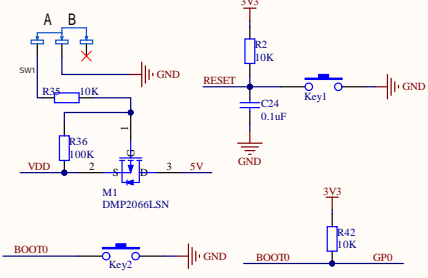 A B
3V3
R2
10K
SW1
GND
R35 10K
RESET
Key1
GND
C24
0.1uF
1
R36
100K
G
GND
VDD 2 S D 3 5V
M1
DMP2066LSN
3V3
R42
10K
BOOT0
Key2
GND
BOOT0
GP0